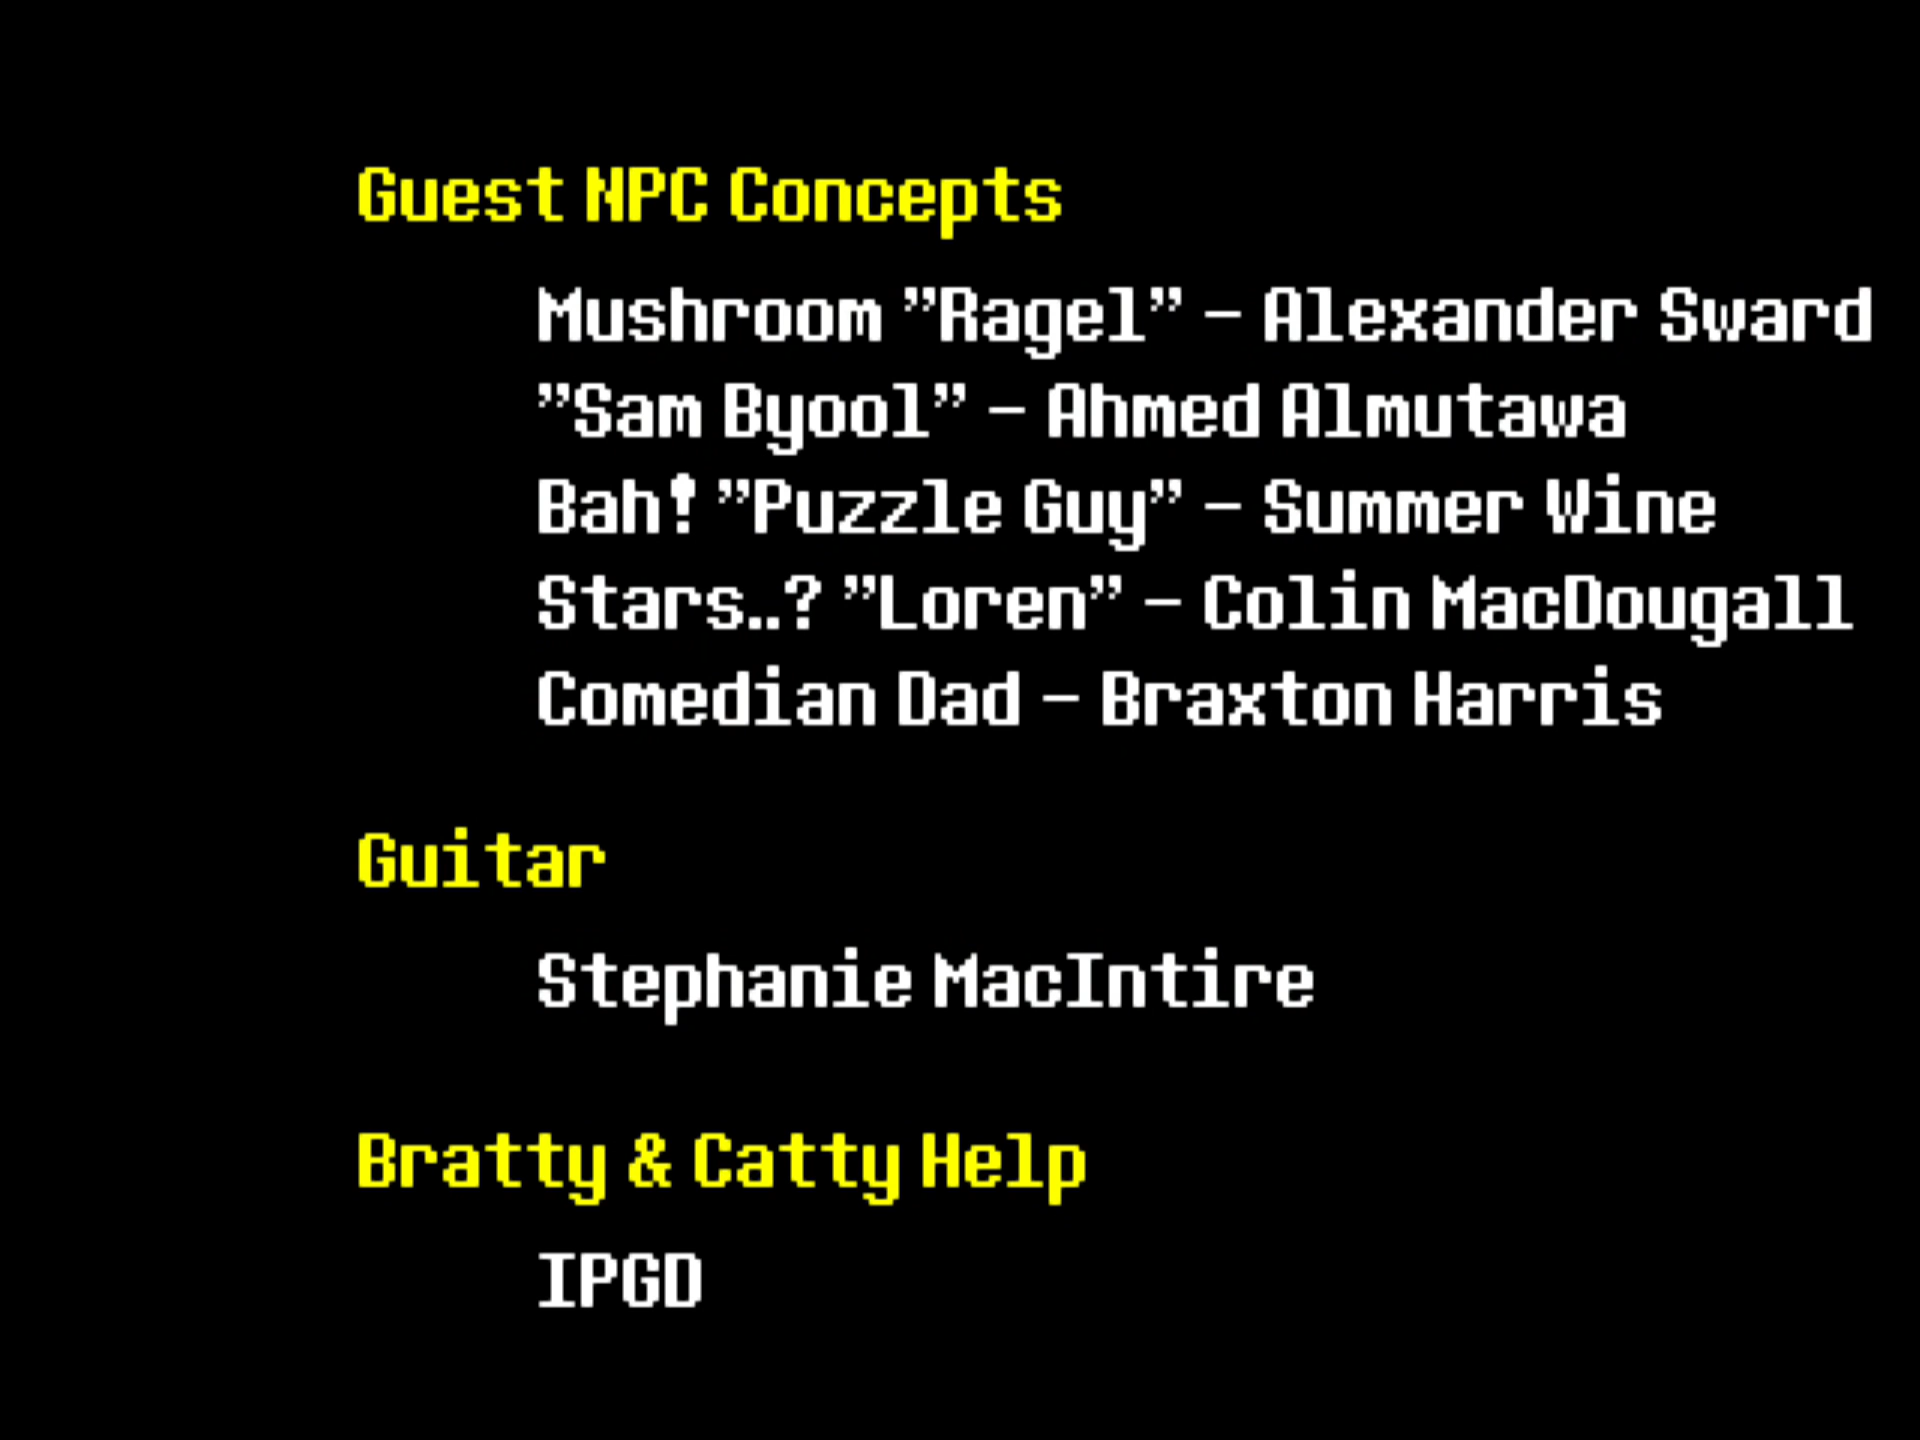 Guest NPC Concepts
Mushroom ”Ragel” – Alexander Sward
”Sam Byool” – Ahmed Almutawa
Bah! ”Puzzle Guy” – Summer Wine
Stars..? ”Loren” – Colin MacDougall
Comedian Dad – Braxton Harris
Guitar
Stephanie MacIntire
Bratty & Catty Help
IPGD